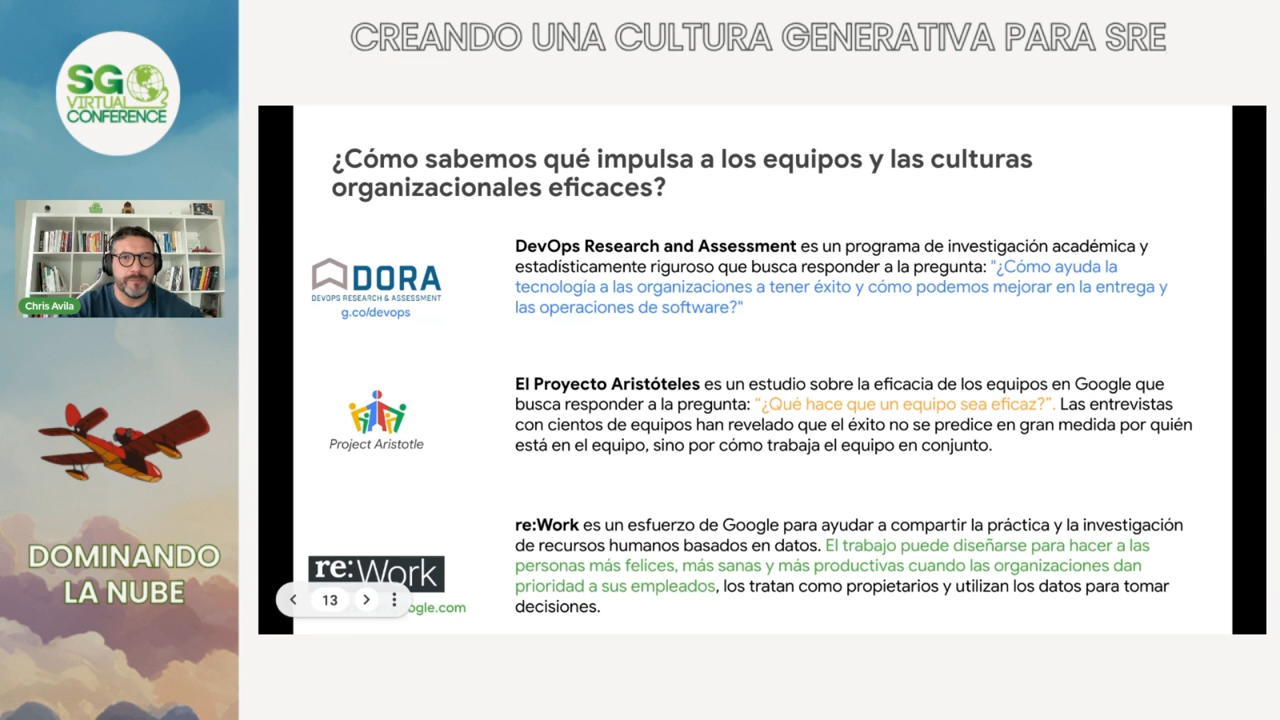 CREANDO UNA CULTURA GENERATIVA PARA SRE
SG
VIRTUAL
CONFERENCE
Chris Avila
DOMINANDO
LA NUBE
¿Cómo sabemos qué impulsa a los equipos y las culturas
organizacionales eficaces?
DORA
DEVOPS RESEARCH & ASSESSMENT
g.co/devops
DevOps Research and Assessment es un programa de investigación académica y
estadísticamente riguroso que busca responder a la pregunta: "¿Cómo ayuda la
tecnología a las organizaciones a tener éxito y cómo podemos mejorar en la entrega y
las operaciones de software?"
Project Aristotle
El Proyecto Aristóteles es un estudio sobre la eficacia de los equipos en Google que
busca responder a la pregunta: “¿Qué hace que un equipo sea eficaz?”. Las entrevistas
con cientos de equipos han revelado que el éxito no se predice en gran medida por quién
está en el equipo, sino por cómo trabaja el equipo en conjunto.
re:Work
ogle.com
13
re:Work es un esfuerzo de Google para ayudar a compartir la práctica y la investigación
de recursos humanos basados en datos. El trabajo puede diseñarse para hacer a las
personas más felices, más sanas y más productivas cuando las organizaciones dan
prioridad a sus empleados, los tratan como propietarios y utilizan los datos para tomar
decisiones.